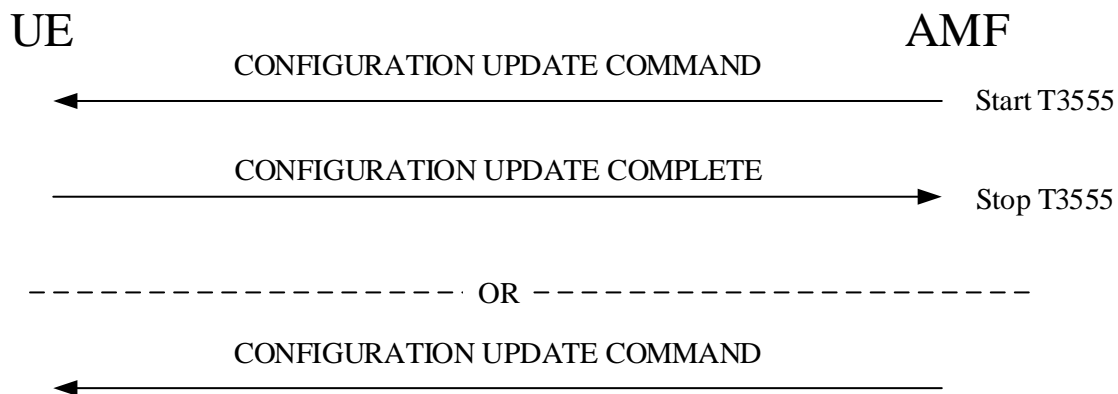 UE AMF
CONFIGURATION UPDATE COMMAND
Start T3555
CONFIGURATION UPDATE COMPLETE
Stop T3555
OR
CONFIGURATION UPDATE COMMAND